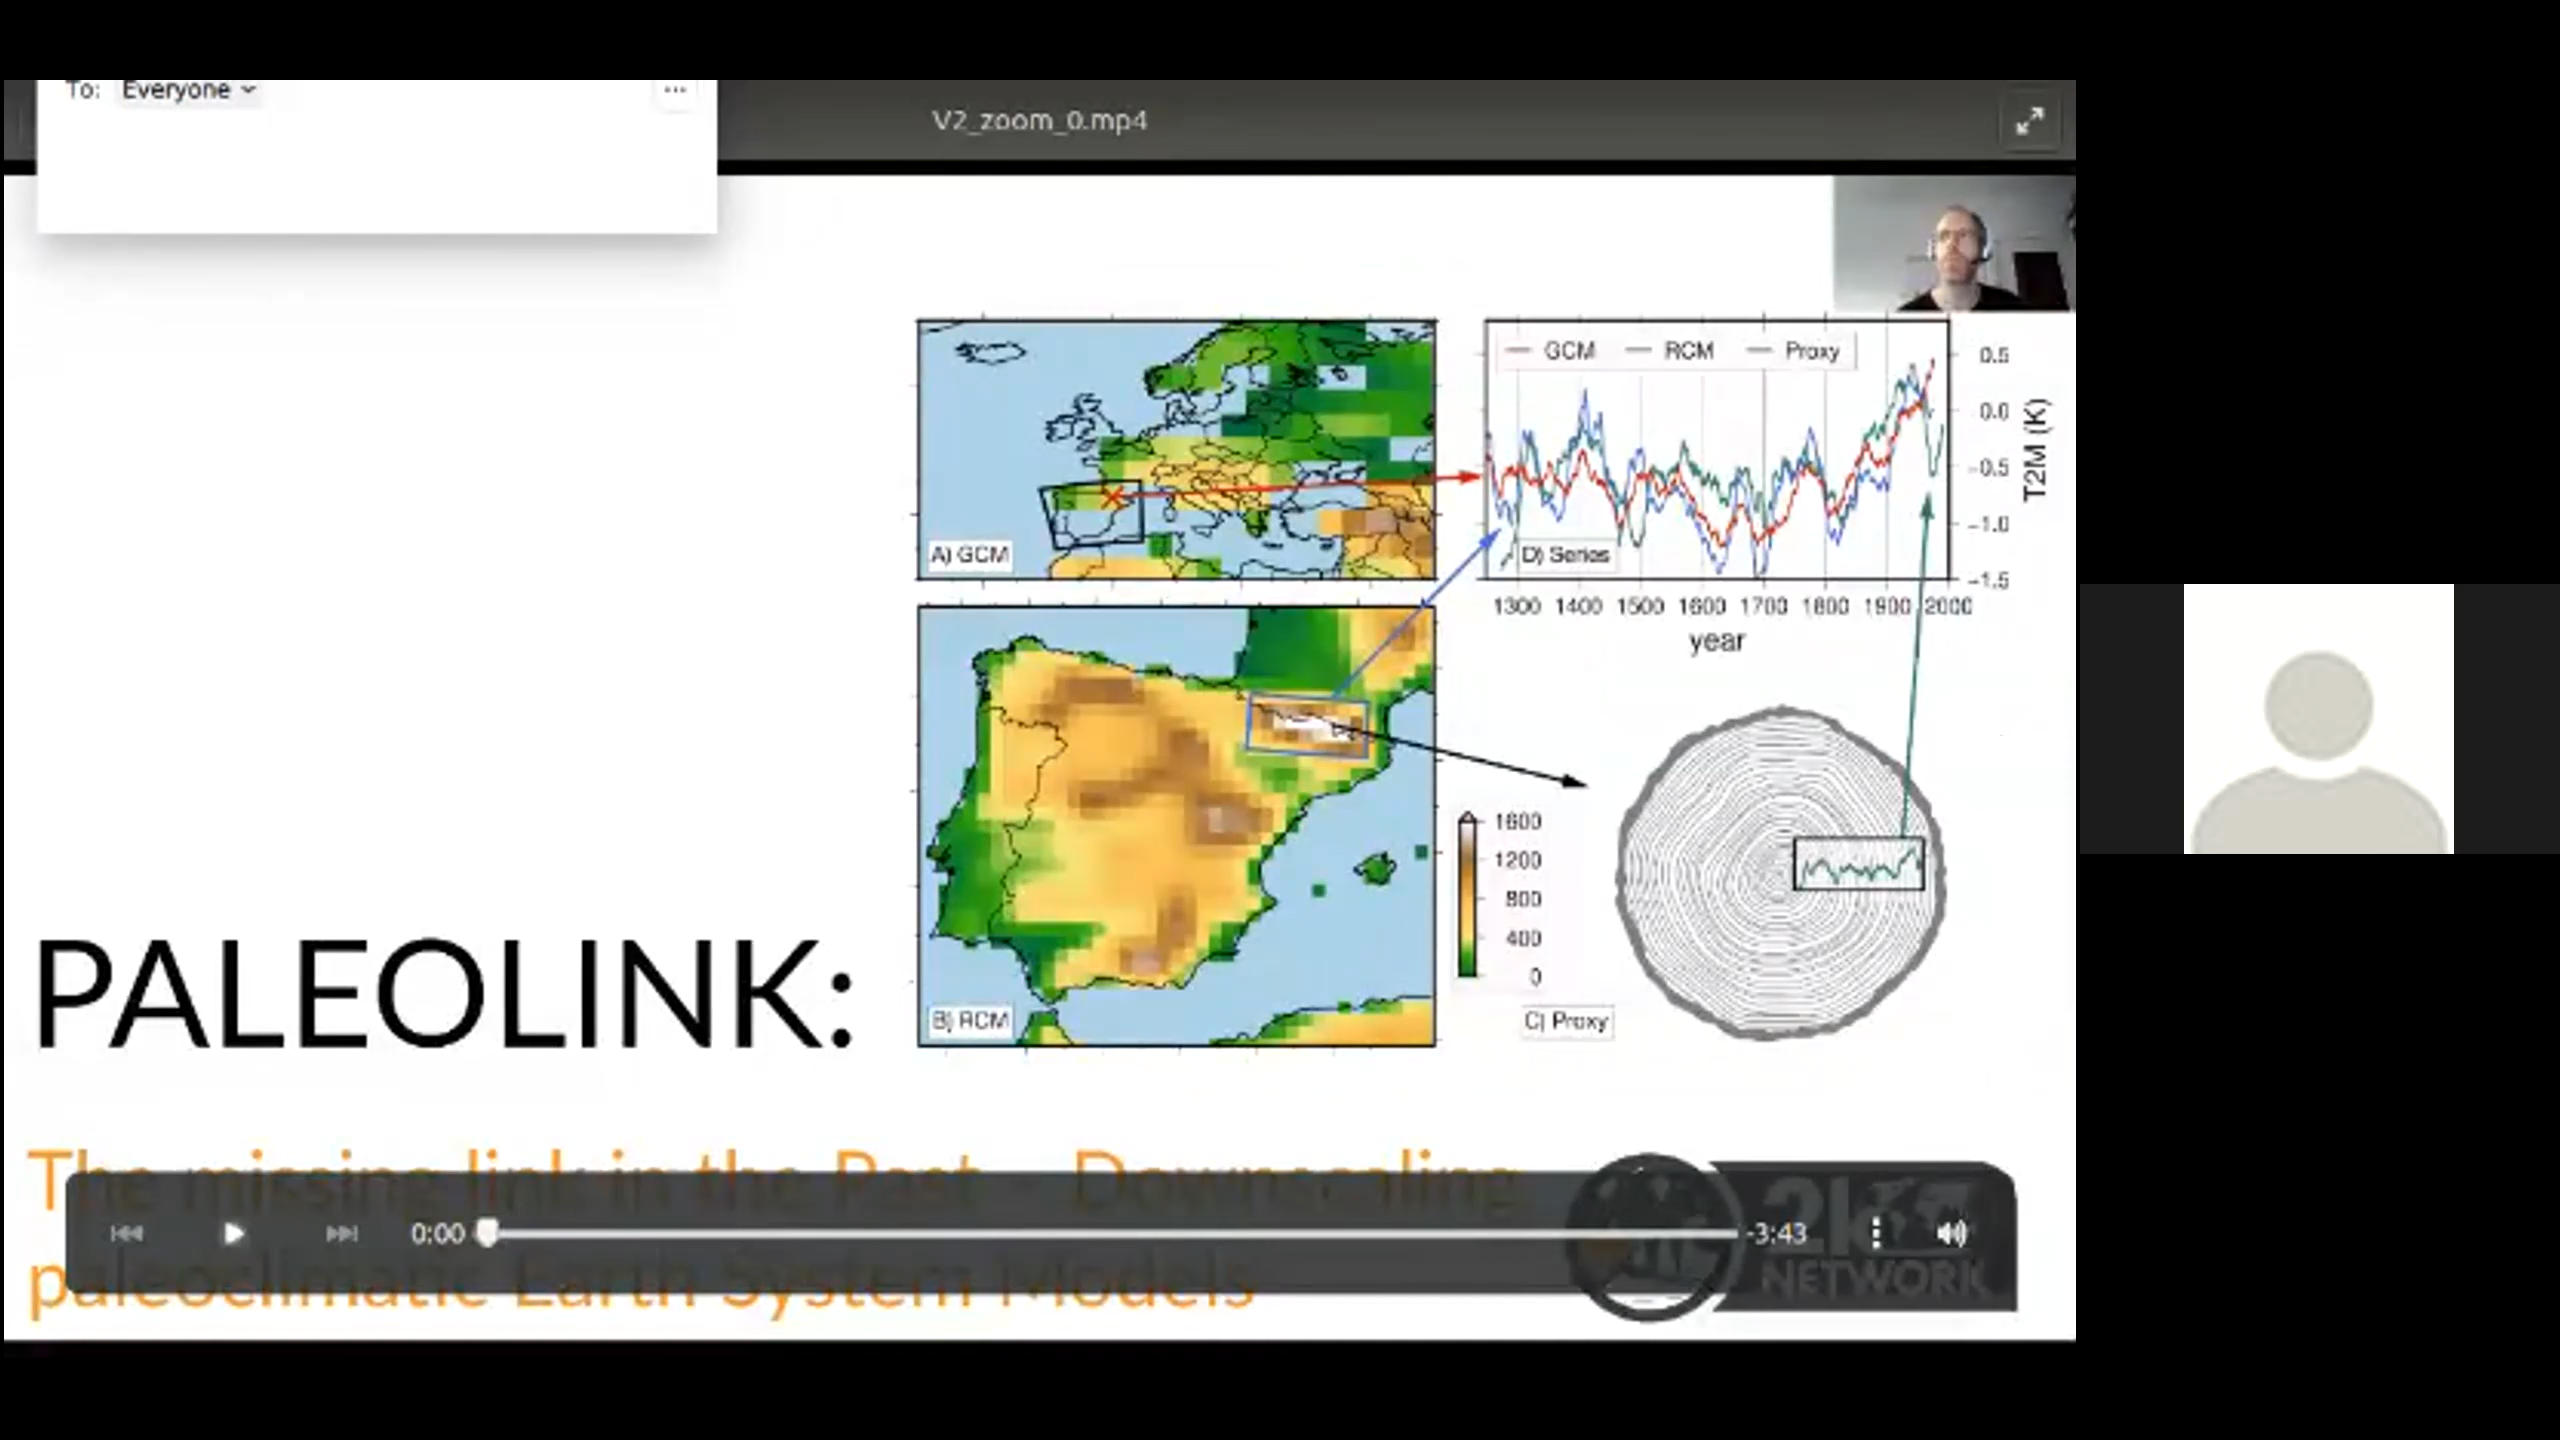 To: Everyone
...
V2_zoom_0.mp4
GCM RCM Proxy
0.5
0.0
-0.5
-1.0
-1.5
T2M (K)
A) GCM
D) Series
1300 1400 1500 1600 1700 1800 1900 2000
year
1600
1200
800
400
0
B) RCM
C) Proxy
PALEOLINK:
The missing link in the Past - Downscaling
0:00
-3:43
paleoclimatic Earth System Models
2k
NETWORK